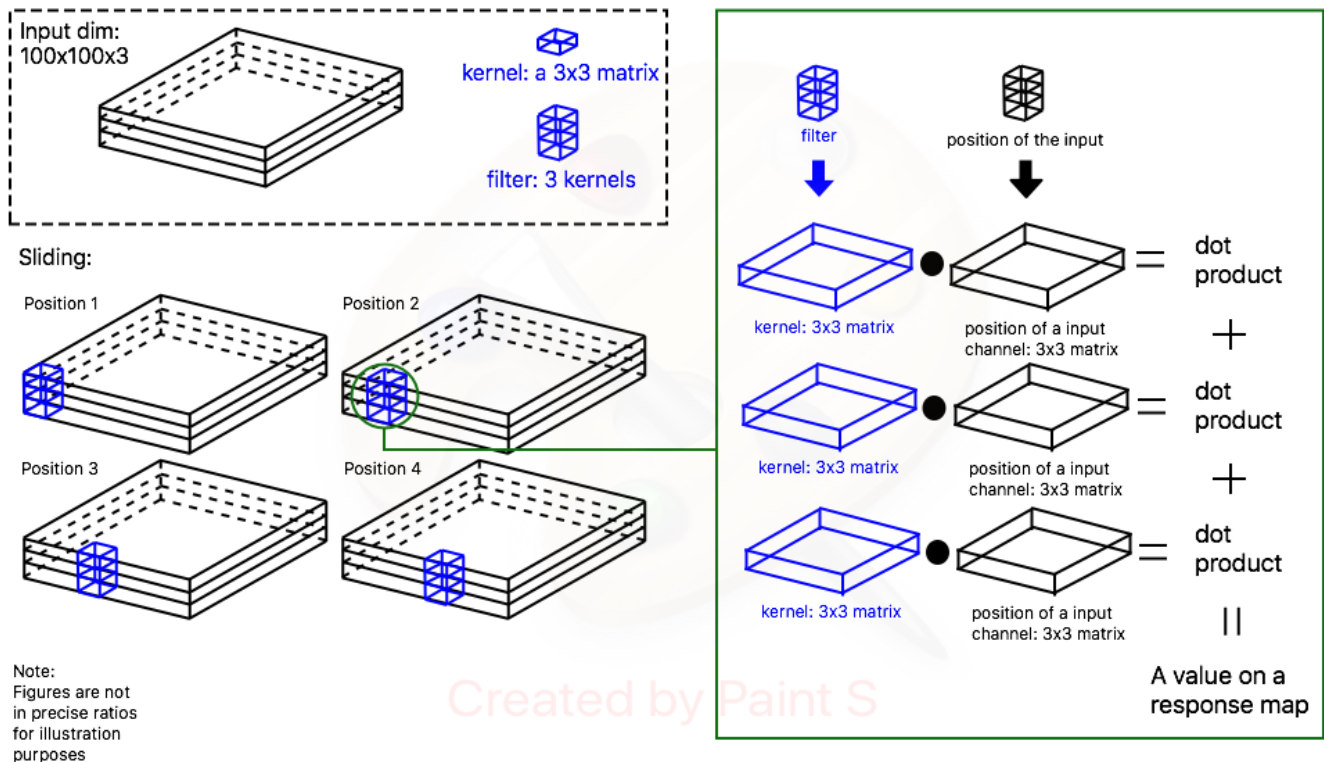 Input dim:
100x100x3
kernel: a 3x3 matrix
filter: 3 kernels
Sliding:
Position 1
Position 2
Position 3
Position 4
Note:
Figures are not
in precise ratios
for illustration
purposes
filter
position of the input
dot
product
kernel: 3x3 matrix
position of a input
channel: 3x3 matrix
+
dot
product
kernel: 3x3 matrix
position of a input
channel: 3x3 matrix
+
dot
product
kernel: 3x3 matrix
position of a input
channel: 3x3 matrix
A value on a
response map
Created by Paint S